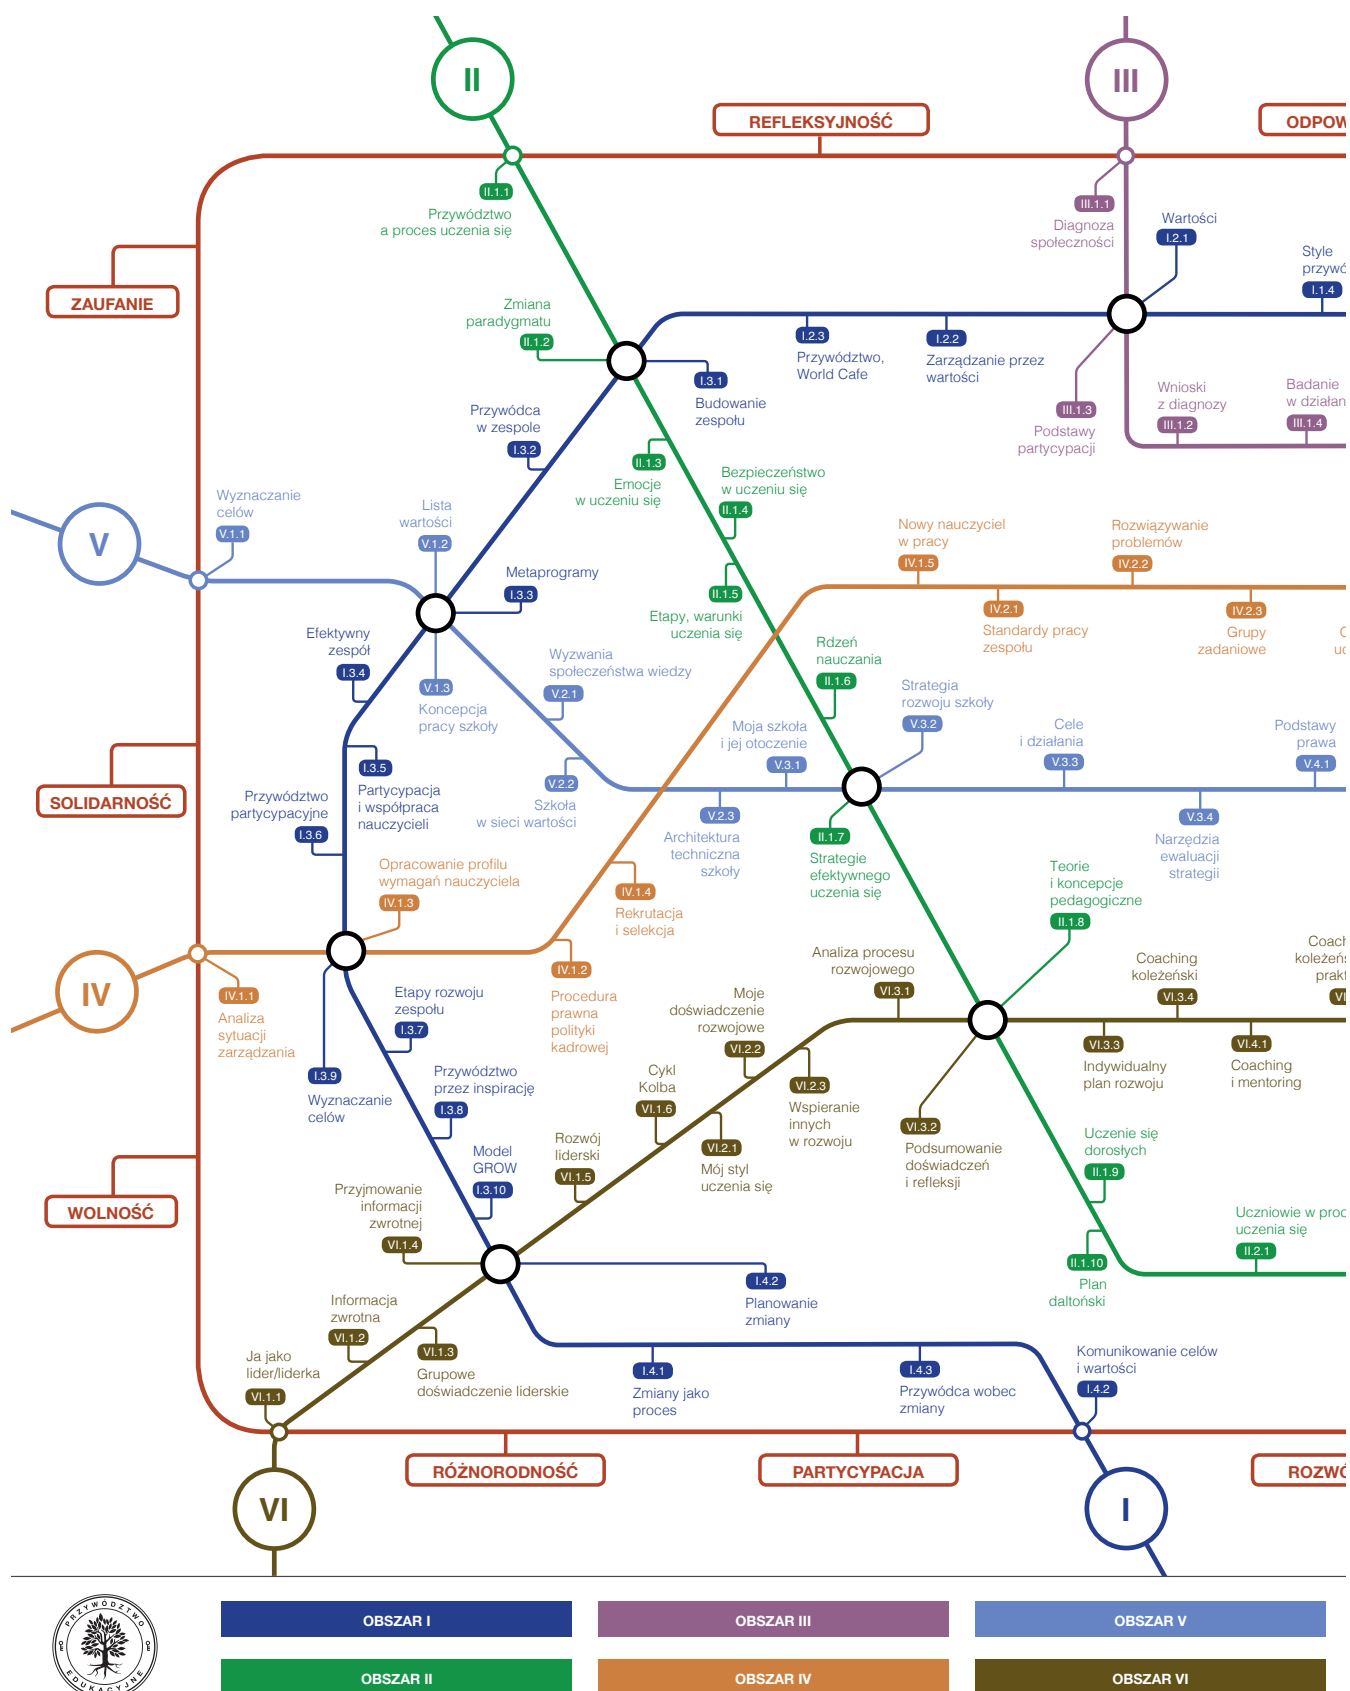 II
III
REFLEKSYJNOŚĆ
ODPOW
II.1.1
Przywództwo
a proces uczenia się
III.1.1
Diagnoza
społeczności
Wartości
I.2.1
Style
przywó
I.1.4
ZAUFANIE
Zmiana
paradygmatu
II.1.2
I.2.3
Przywództwo,
World Cafe
I.2.2
Zarządzanie przez
wartości
I.3.1
Budowanie
zespołu
Przywódca
w zespole
I.3.2
III.1.3
Podstawy
partycypacji
Wnioski
z diagnozy
III.1.2
Badanie
w działan
III.1.4
II.1.3
Emocje
w uczeniu się
Bezpieczeństwo
w uczeniu się
II.1.4
V
Wyznaczanie
celów
V.1.1
Lista
wartości
V.1.2
Nowy nauczyciel
w pracy
IV.1.5
Rozwiązywanie
problemów
IV.2.2
Metaprogramy
I.3.3
II.1.5
Etapy, warunki
uczenia się
IV.2.1
Standardy pracy
zespołu
IV.2.3
Grupy
zadaniowe
Efektywny
zespół
I.3.4
V.1.3
Koncepcja
pracy szkoły
Wyzwania
społeczeństwa wiedzy
V.2.1
Rdzeń
nauczania
II.1.6
Strategia
rozwoju szkoły
V.3.2
Moja szkoła
i jej otoczenie
V.3.1
Cele
i działania
V.3.3
Podstawy
prawa
V.4.1
SOLIDARNOŚĆ
I.3.5
Partycypacja
i współpraca
nauczycieli
Przywództwo
partycypacyjne
I.3.6
V.2.2
Szkoła
w sieci wartości
V.2.3
Architektura
techniczna
szkoły
II.1.7
Strategie
efektywnego
uczenia się
V.3.4
Narzędzia
ewaluacji
strategii
Opracowanie profilu
wymagań nauczyciela
IV.1.3
IV.1.4
Rekrutacja
i selekcja
Teorie
i koncepcje
pedagogiczne
II.1.8
IV
IV.1.1
Analiza
sytuacji
zarządzania
IV.1.2
Procedura
prawna
polityki
kadrowej
Analiza procesu
rozwojowego
VI.3.1
Coaching
koleżeński
VI.3.4
Coach
koleżeńs
prakt
VI
Etapy rozwoju
zespołu
I.3.7
Moje
doświadczenie
rozwojowe
VI.2.2
I.3.9
Wyznaczanie
celów
Przywództwo
przez inspirację
I.3.8
Cykl
Kolba
VI.1.6
VI.2.3
Wspieranie
innych
w rozwoju
VI.3.3
Indywidualny
plan rozwoju
VI.4.1
Coaching
i mentoring
VI.3.2
Podsumowanie
doświadczeń
i refleksji
VI.2.1
Mój styl
uczenia się
Uczenie się
dorosłych
II.1.9
WOLNOŚĆ
Model
GROW
I.3.10
Rozwój
liderski
VI.1.5
Przyjmowanie
informacji
zwrotnej
VI.1.4
Uczniowie w proc
uczenia się
II.2.1
II.1.10
Plan
daltoński
I.4.2
Planowanie
zmiany
Informacja
zwrotna
VI.1.2
VI.1.3
Grupowe
doświadczenie liderskie
Ja jako
lider/liderka
VI.1.1
I.4.1
Zmiany jako
proces
I.4.3
Przywódca wobec
zmiany
Komunikowanie celów
i wartości
I.4.2
RÓŻNORODNOŚĆ
PARTYCYPACJA
ROZWÓ
VI
I
PRZYWÓDZTWO
EDUKACYJNE
OBSZAR I
OBSZAR III
OBSZAR V
OBSZAR II
OBSZAR IV
OBSZAR VI